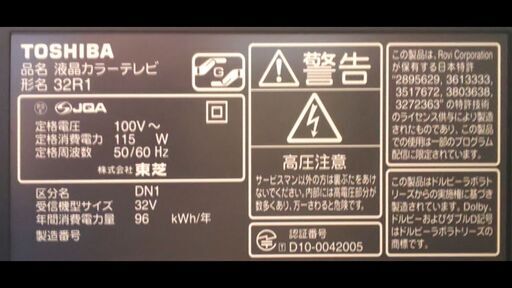 TOSHIBA
品名 液晶カラーテレビ
形名 32R1
JQA
定格電圧 100V～
定格消費電力 115 W
定格周波数 50/60 Hz
株式会社 東芝
区分名 DN1
受信機型サイズ 32V
年間消費電力量 96 kWh/年
製造番号
G
警告
高圧注意
サービスマン以外の方は裏ぶたをあけ
ないでください。内部には高電圧部分が
数多くあり、万一さわると危険です。
認証番号
D10-0042005
この製品は、Rovi Corporation
が保有する日本特許
"2895629, 3613333,
3517672, 3803638,
3272363" の特許技術
のライセンス供与により製造
されたものであり、この製品
での使用は一部のプログラム
配信に限定されています。
この製品はドルビーラボラト
リーズからの実施権に基づき
製造されています。Dolby、
ドルビーおよびダブルD記号
はドルビーラボラトリーズの
商標です。